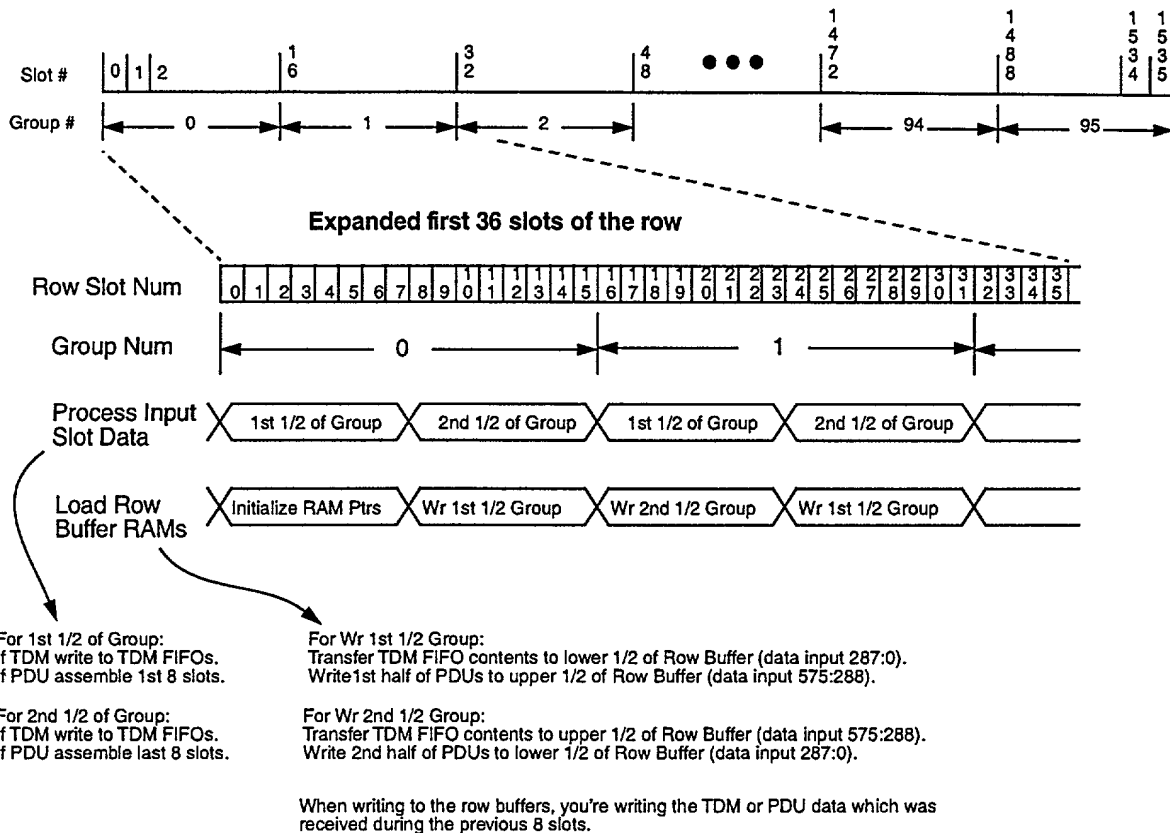 Slot # 0 1 2 16 32 48 ●●● 1472 1488 1534 1535
Group # 0 1 2 94 95
Expanded first 36 slots of the row
Row Slot Num 0 1 2 3 4 5 6 7 8 9 10 11 12 13 14 15 16 17 18 19 20 21 22 23 24 25 26 27 28 29 30 31 32 33 34 35
Group Num 0 1
Process Input
Slot Data
1st 1/2 of Group 2nd 1/2 of Group 1st 1/2 of Group 2nd 1/2 of Group
Load Row
Buffer RAMs
Initialize RAM Ptrs Wr 1st 1/2 Group Wr 2nd 1/2 Group Wr 1st 1/2 Group
For 1st 1/2 of Group:
f TDM write to TDM FIFOs.
f PDU assemble 1st 8 slots.
For 2nd 1/2 of Group:
f TDM write to TDM FIFOs.
f PDU assemble last 8 slots.
For Wr 1st 1/2 Group:
Transfer TDM FIFO contents to lower 1/2 of Row Buffer (data input 287:0).
Write1st half of PDUs to upper 1/2 of Row Buffer (data input 575:288).
For Wr 2nd 1/2 Group:
Transfer TDM FIFO contents to upper 1/2 of Row Buffer (data input 575:288).
Write 2nd half of PDUs to lower 1/2 of Row Buffer (data input 287:0).
When writing to the row buffers, you're writing the TDM or PDU data which was
received during the previous 8 slots.